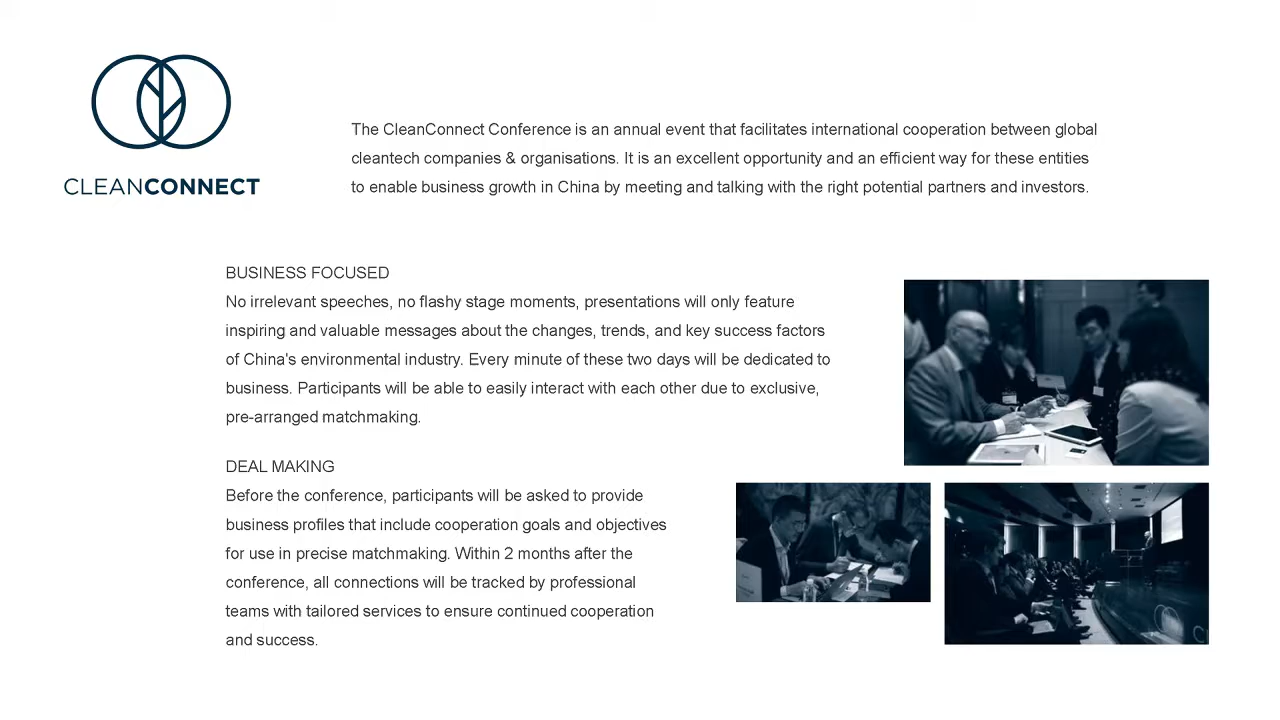 CLEANCONNECT
The CleanConnect Conference is an annual event that facilitates international cooperation between global
cleantech companies & organisations. It is an excellent opportunity and an efficient way for these entities
to enable business growth in China by meeting and talking with the right potential partners and investors.
BUSINESS FOCUSED
No irrelevant speeches, no flashy stage moments, presentations will only feature
inspiring and valuable messages about the changes, trends, and key success factors
of China's environmental industry. Every minute of these two days will be dedicated to
business. Participants will be able to easily interact with each other due to exclusive,
pre-arranged matchmaking.
DEAL MAKING
Before the conference, participants will be asked to provide
business profiles that include cooperation goals and objectives
for use in precise matchmaking. Within 2 months after the
conference, all connections will be tracked by professional
teams with tailored services to ensure continued cooperation
and success.